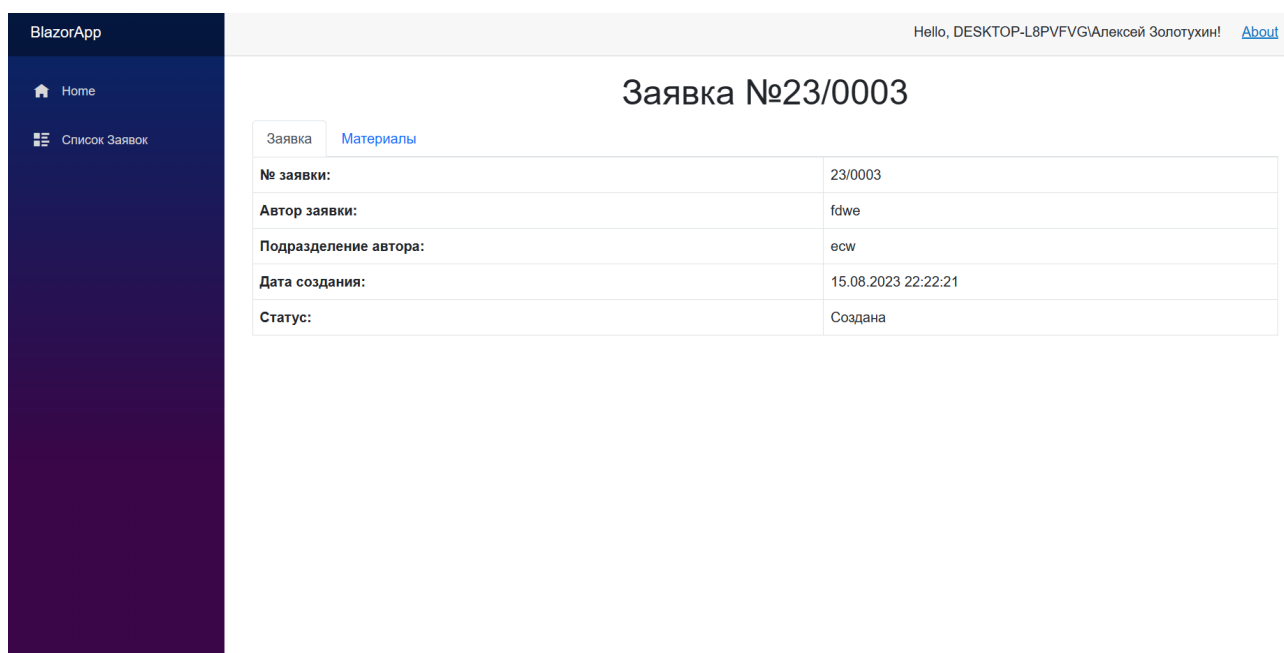 BlazorApp
Hello, DESKTOP-L8PVFVG\Алексей Золотухин! About
Home
Список Заявок
Заявка №23/0003
Заявка Материалы
№ заявки: 23/0003
Автор заявки: fdwe
Подразделение автора: ecw
Дата создания: 15.08.2023 22:22:21
Статус: Создана